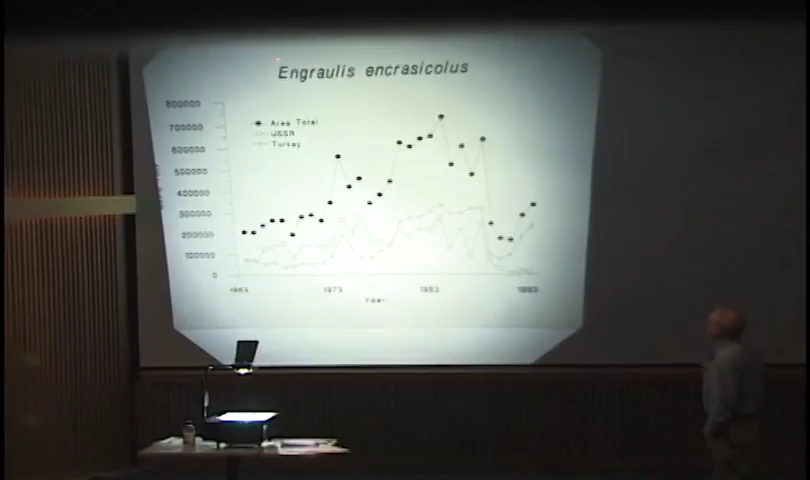 Engraulis encrasicolus
800000
700000
600000
500000
400000
300000
200000
100000
0
Area Total
USSR
Turkey
1963
1973
1983
1993
Year